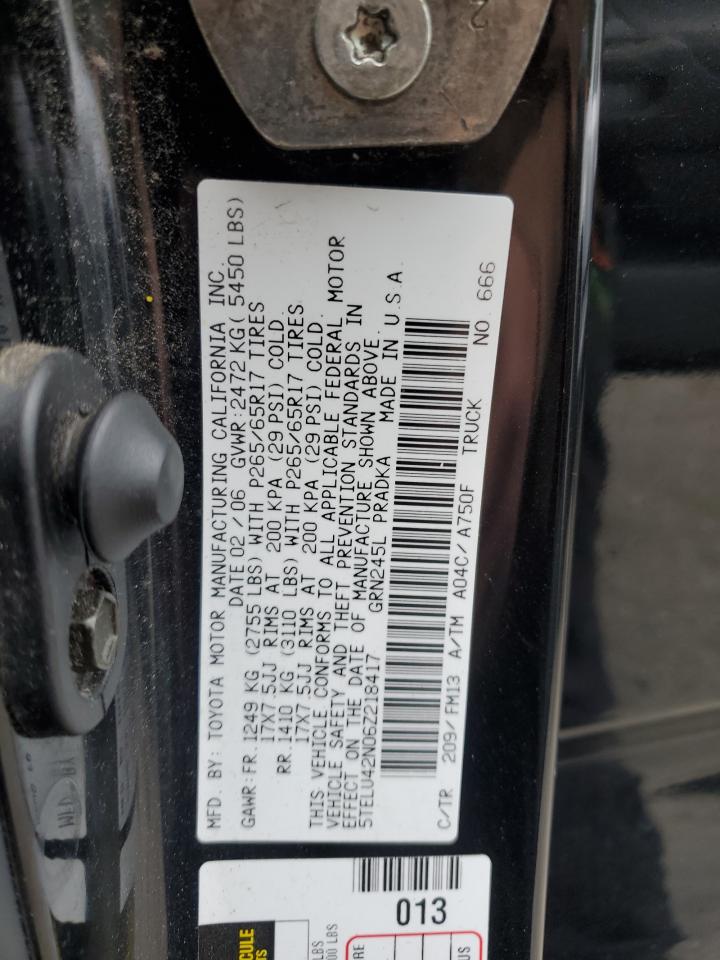 MFD. BY: TOYOTA MOTOR MANUFACTURING CALIFORNIA INC.
DATE 02 / 06 GVWR:2472 KG( 5450 LBS)
GAWR:FR.1249 KG (2755 LBS) WITH P265/65R17 TIRES
17X7.5JJ RIMS AT 200 KPA (29 PSI) COLD.
RR.1410 KG (3110 LBS) WITH P265/65R17 TIRES
17X7.5JJ RIMS AT 200 KPA (29 PSI) COLD.
THIS VEHICLE CONFORMS TO ALL APPLICABLE FEDERAL MOTOR
VEHICLE SAFETY AND THEFT PREVENTION STANDARDS IN
EFFECT ON THE DATE OF MANUFACTURE SHOWN ABOVE.
5TELU42N06Z218417 GRN245L PRADKA MADE IN U.S.A.
C/TR 209/FM13 A/TM A04C/A750F TRUCK NO 666
013
WED
LBS
00 LBS